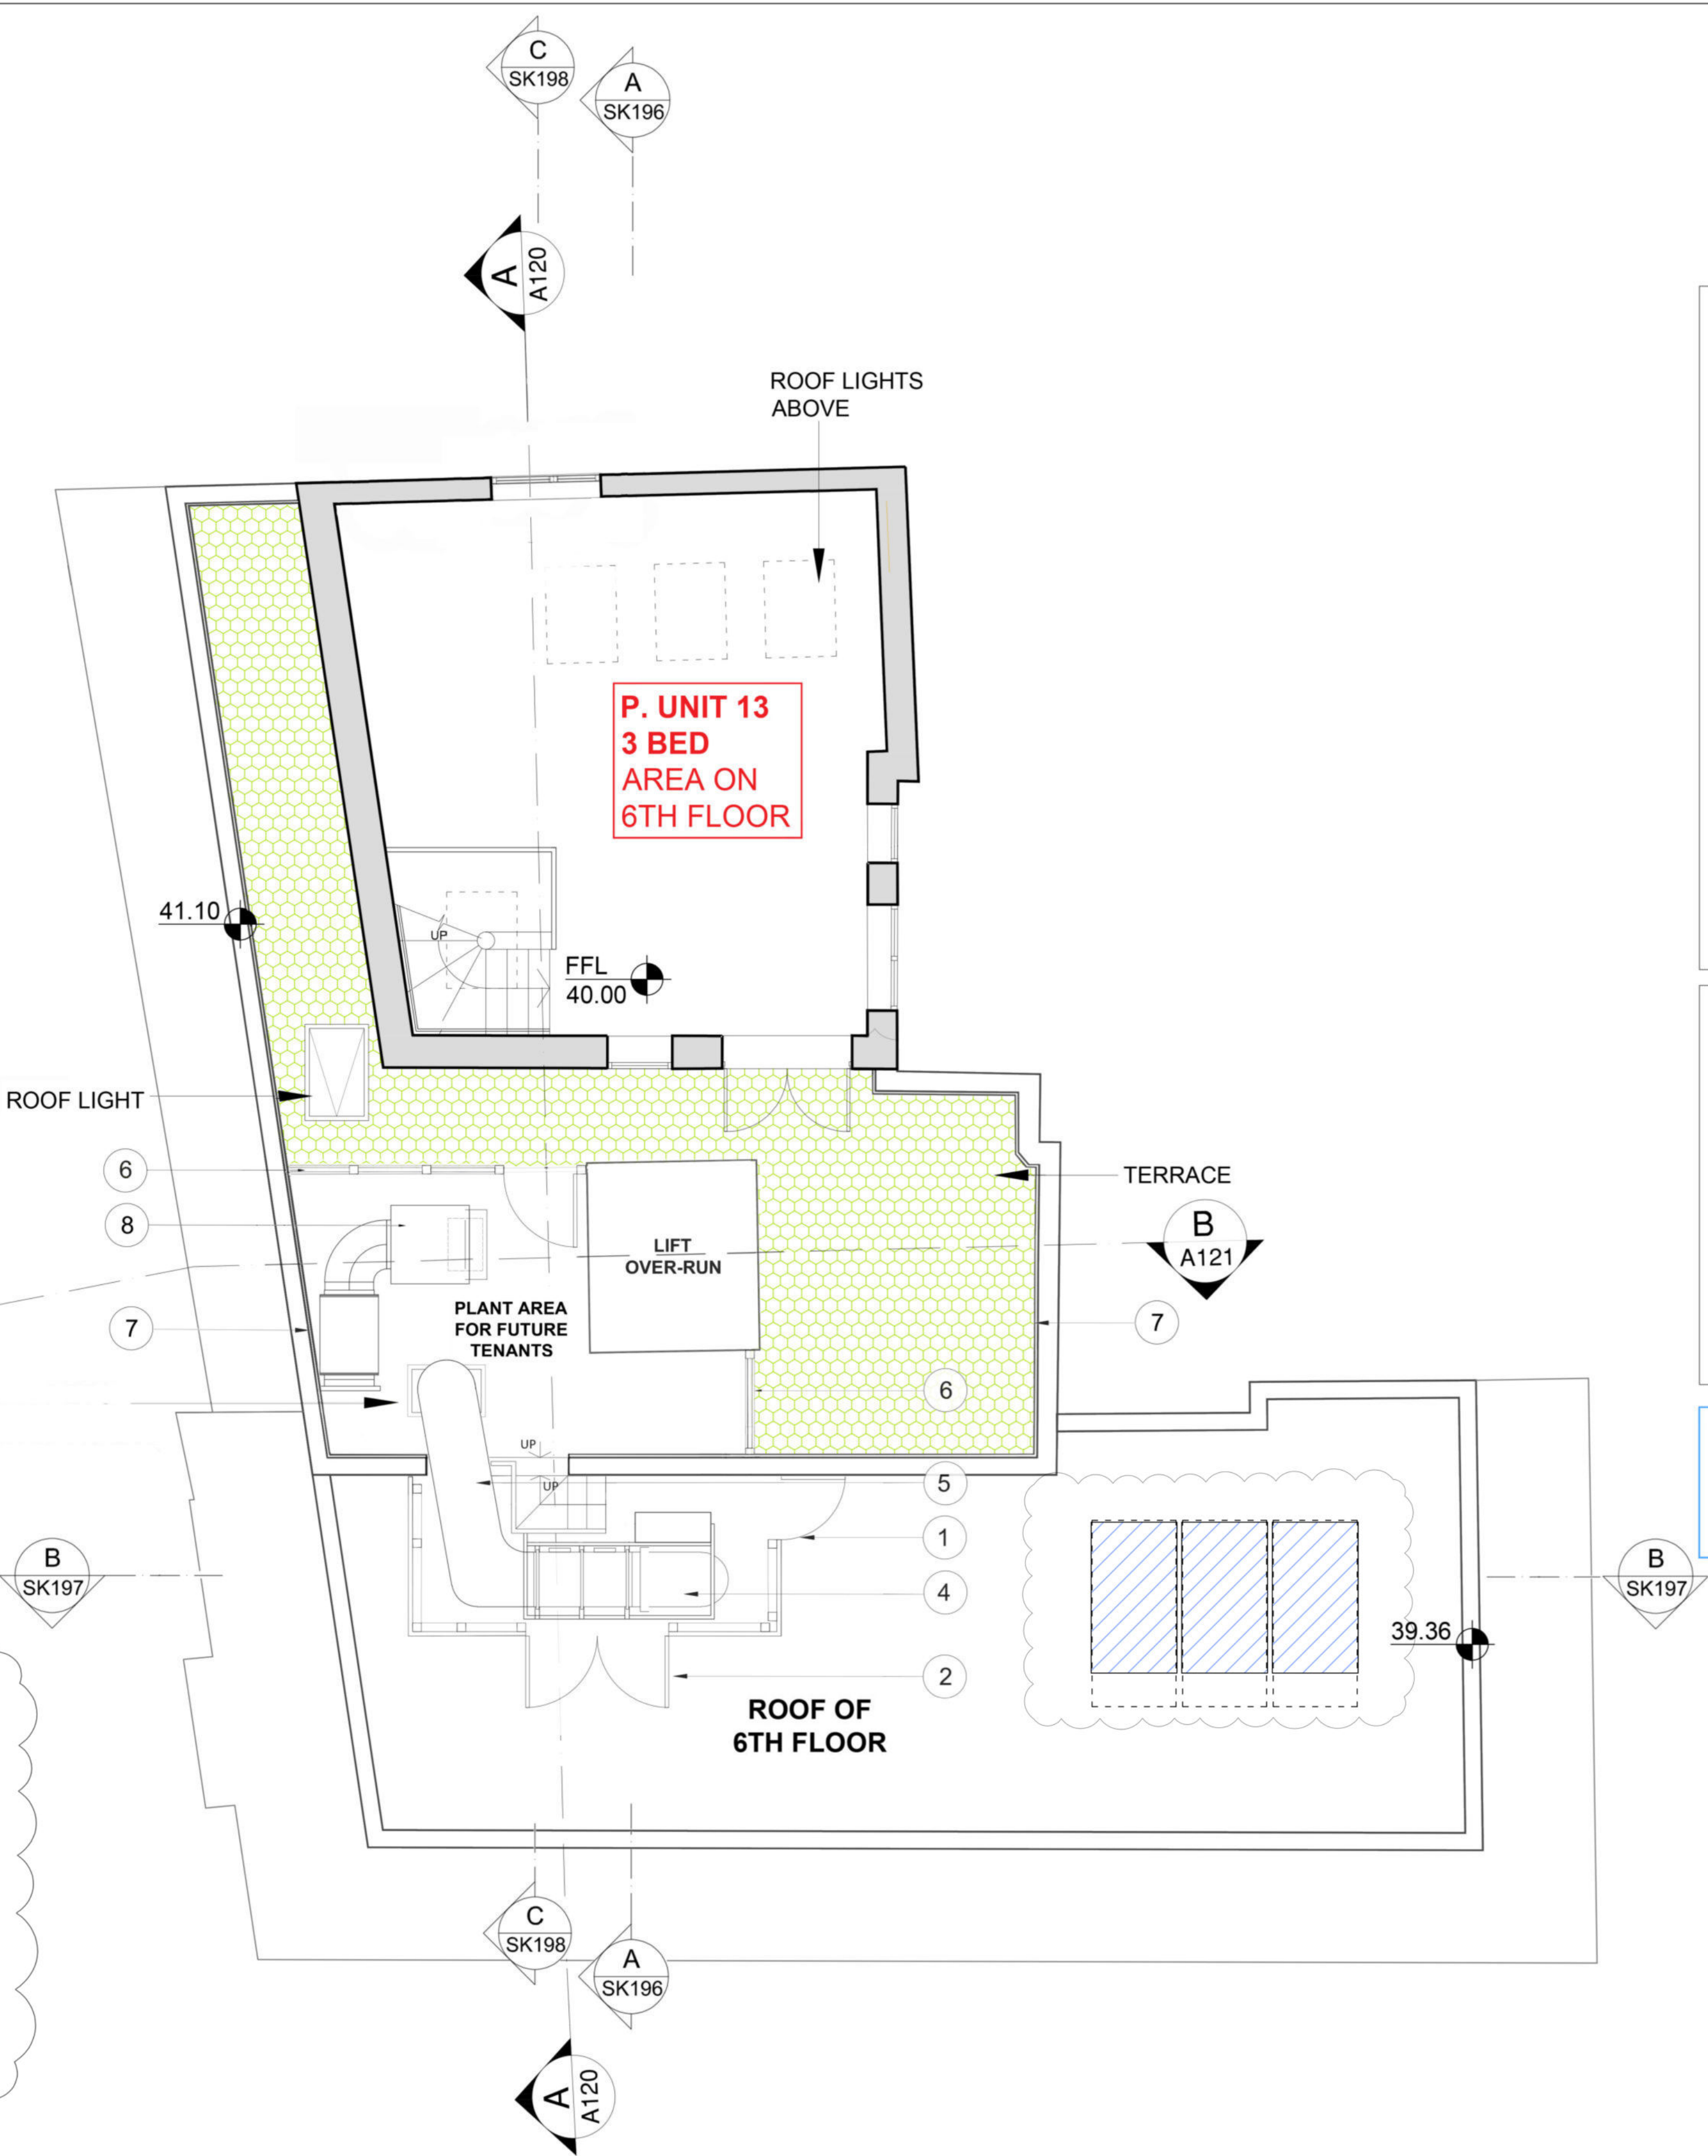 C
SK198
A
SK196
A
A120
ROOF LIGHTS
ABOVE
P. UNIT 13
3 BED
AREA ON
6TH FLOOR
41.10
UP
FFL
40.00
ROOF LIGHT
6
TERRACE
8
B
A121
LIFT
OVER-RUN
PLANT AREA
FOR FUTURE
TENANTS
7
7
6
UP
UP
5
1
B
SK197
4
B
SK197
39.36
2
ROOF OF
6TH FLOOR
C
SK198
A
SK196
A
A120